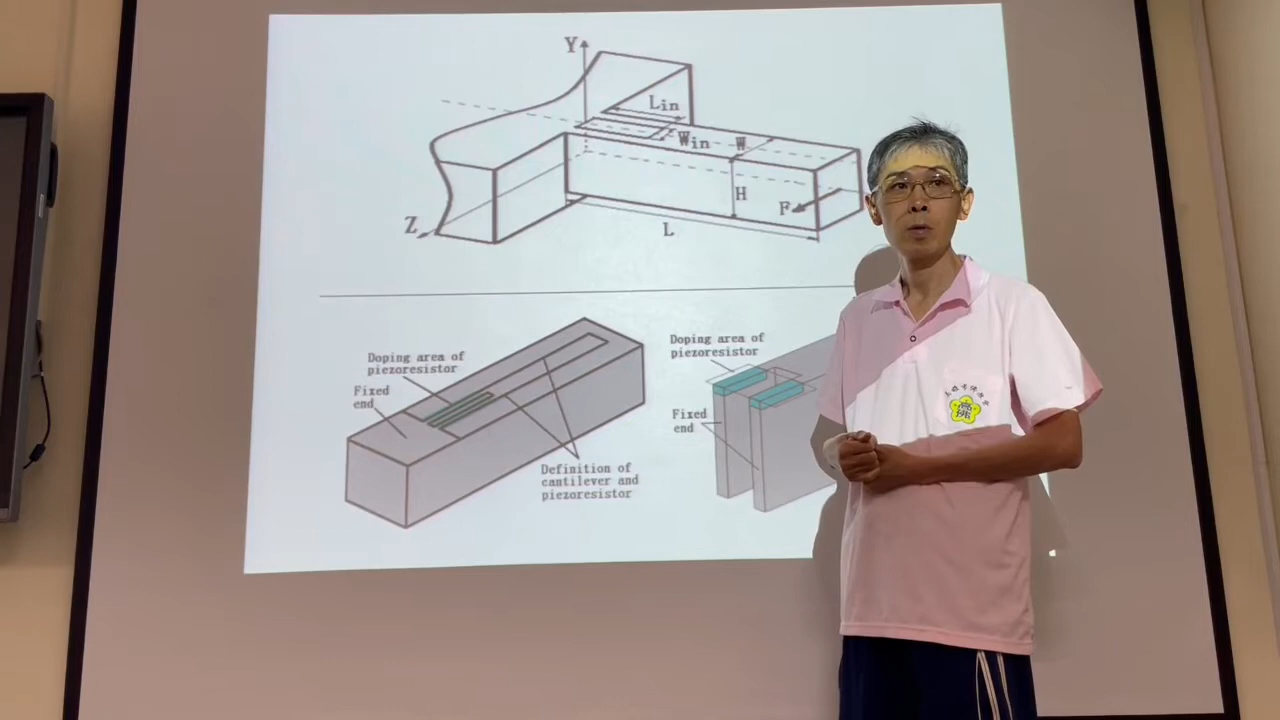 Y
Lin
Win
W
H
F
Z
L
Doping area of
piezoresistor
Fixed
end
Definition of
cantilever and
piezoresistor
Doping area of
piezoresistor
Fixed
end